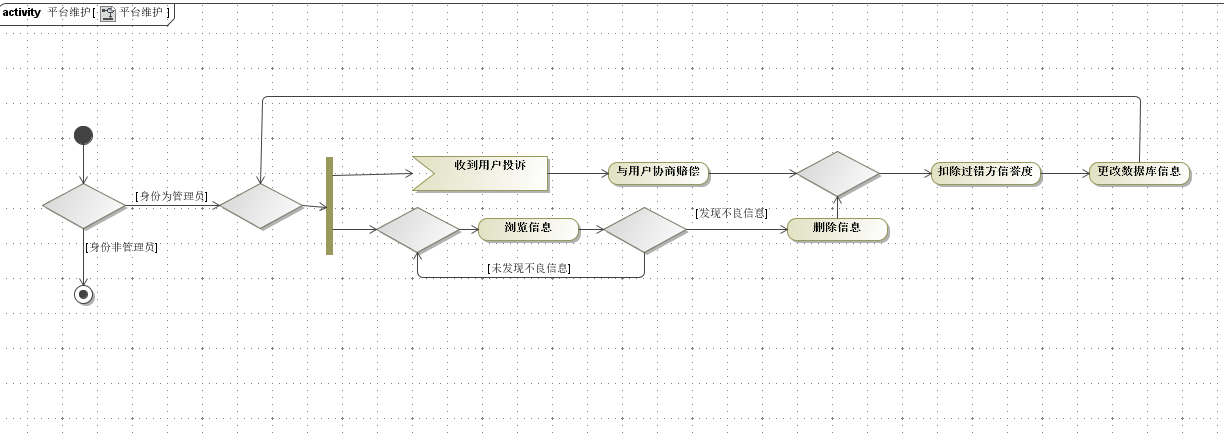 activity 平台维护[ 平台维护 ]
[身份为管理员]
[身份非管理员]
收到用户投诉
与用户协商赔偿
扣除过错方信誉度
更改数据库信息
浏览信息
[发现不良信息]
删除信息
[未发现不良信息]